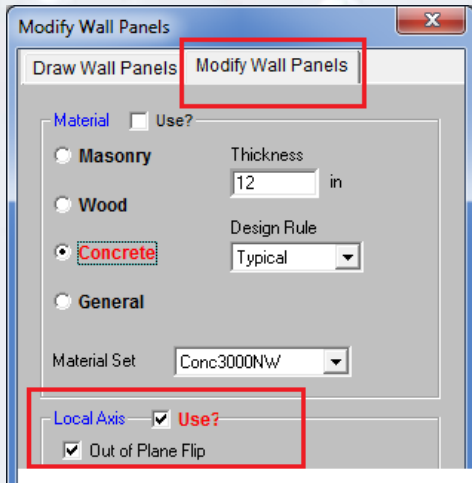 Modify Wall Panels
Draw Wall Panels Modify Wall Panels
Material Use?
Masonry Thickness
12 in
Wood
Design Rule
Concrete Typical
General
Material Set Conc3000NW
Local Axis Use?
Out of Plane Flip